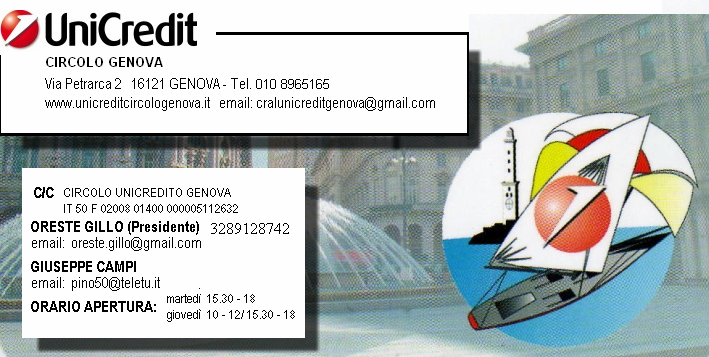 UniCredit
CIRCOLO GENOVA
Via Petrarca 2 16121 GENOVA - Tel. 010 8965165
www.unicreditcircologenova.it email: cralunicreditgenova@gmail.com
C/C CIRCOLO UNICREDITO GENOVA
IT 50 F 02008 01400 000005112632
ORESTE GILLO (Presidente) 3289128742
email: oreste.gillo@gmail.com
GIUSEPPE CAMPI
email: pino50@teletu.it
ORARIO APERTURA: martedì 15.30 - 18
giovedì 10 - 12/ 15.30 - 18